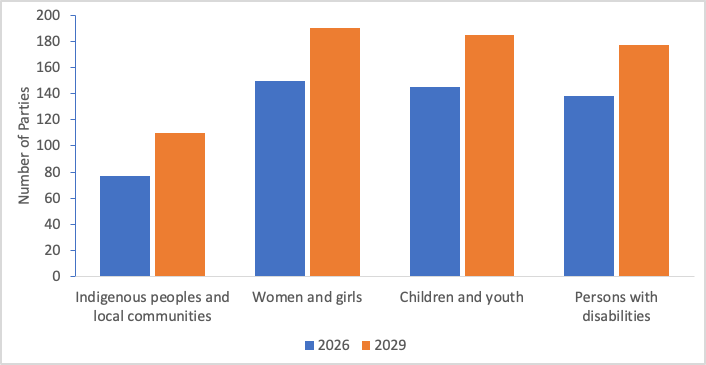 200
180
160
140
120
100
80
60
40
20
0
Number of Parties
Indigenous peoples and
local communities
Women and girls
Children and youth
Persons with
disabilities
2026
2029